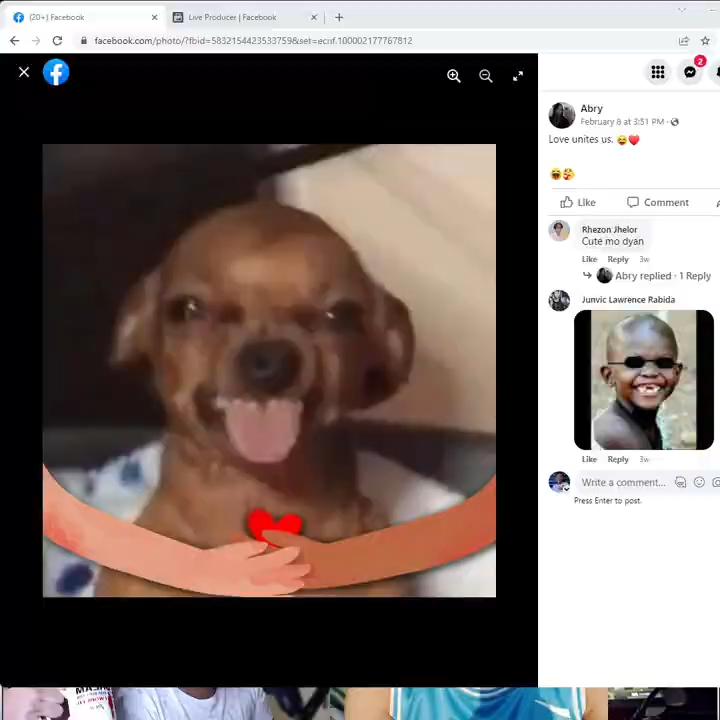 (20+) Facebook
Live Producer | Facebook
facebook.com/photo/?fbid=5832154423533759&set=ecnf.100002177767812
2
Abry
February 8 at 3:51 PM ·
Love unites us. 😆❤️
😆🥰
Like Comment
Rhezon Jhelor
Cute mo dyan
Like Reply 3w
Abry replied · 1 Reply
Junvic Lawrence Rabida
Like Reply 3w
Write a comment...
Press Enter to post.